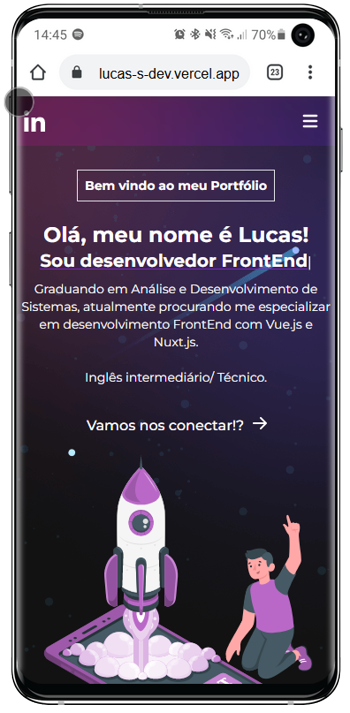 14:45 70%
lucas-s-dev.vercel.app 23
in
Bem vindo ao meu Portfólio
Olá, meu nome é Lucas!
Sou desenvolvedor FrontEnd|
Graduando em Análise e Desenvolvimento de
Sistemas, atualmente procurando me especializar
em desenvolvimento FrontEnd com Vue.js e
Nuxt.js.
Inglês intermediário/ Técnico.
Vamos nos conectar!? →